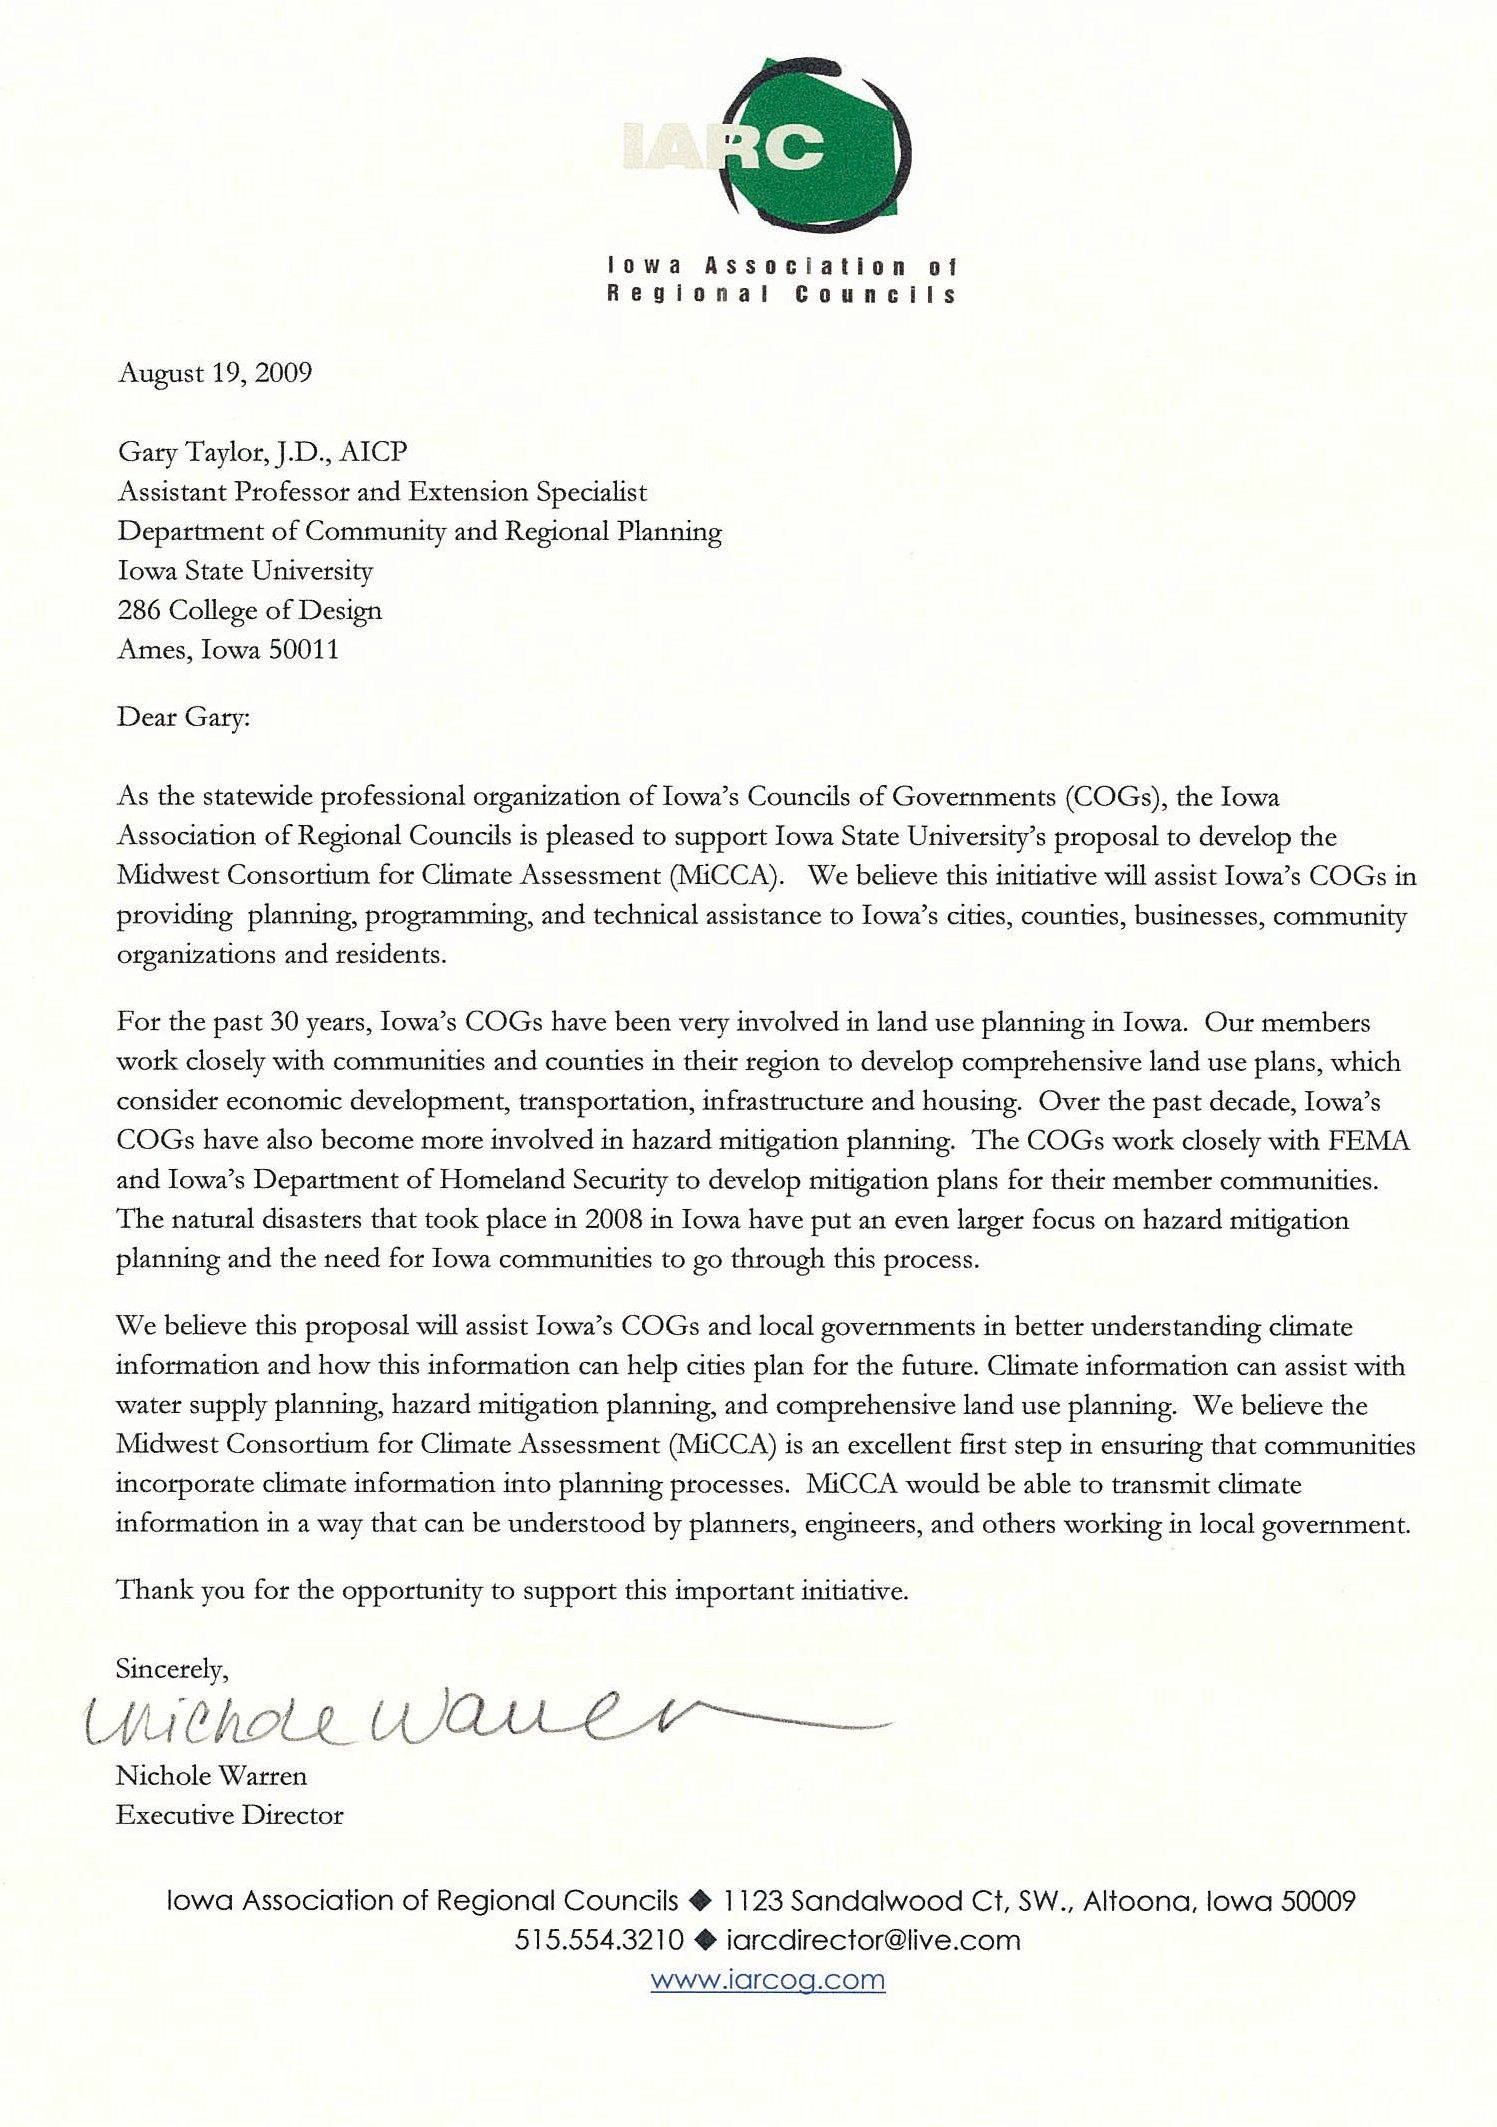 IARC
Iowa Association of
Regional Councils
August 19, 2009
Gary Taylor, J.D., AICP
Assistant Professor and Extension Specialist
Department of Community and Regional Planning
Iowa State University
286 College of Design
Ames, Iowa 50011
Dear Gary:
As the statewide professional organization of Iowa's Councils of Governments (COGs), the Iowa
Association of Regional Councils is pleased to support Iowa State University's proposal to develop the
Midwest Consortium for Climate Assessment (MiCCA).   We believe this initiative will assist Iowa's COGs in
providing  planning, programming, and technical assistance to Iowa's cities, counties, businesses, community
organizations and residents.
For the past 30 years, Iowa's COGs have been very involved in land use planning in Iowa.  Our members
work closely with communities and counties in their region to develop comprehensive land use plans, which
consider economic development, transportation, infrastructure and housing.  Over the past decade, Iowa's
COGs have also become more involved in hazard mitigation planning.  The COGs work closely with FEMA
and Iowa's Department of Homeland Security to develop mitigation plans for their member communities.
The natural disasters that took place in 2008 in Iowa have put an even larger focus on hazard mitigation
planning and the need for Iowa communities to go through this process.
We believe this proposal will assist Iowa's COGs and local governments in better understanding climate
information and how this information can help cities plan for the future. Climate information can assist with
water supply planning, hazard mitigation planning, and comprehensive land use planning.  We believe the
Midwest Consortium for Climate Assessment (MiCCA) is an excellent first step in ensuring that communities
incorporate climate information into planning processes.  MiCCA would be able to transmit climate
information in a way that can be understood by planners, engineers, and others working in local government.
Thank you for the opportunity to support this important initiative.
Sincerely,
Nichole Warren
Nichole Warren
Executive Director
Iowa Association of Regional Councils ◆ 1123 Sandalwood Ct, SW., Altoona, Iowa 50009
515.554.3210 ◆ iarcdirector@live.com
www.iarcog.com